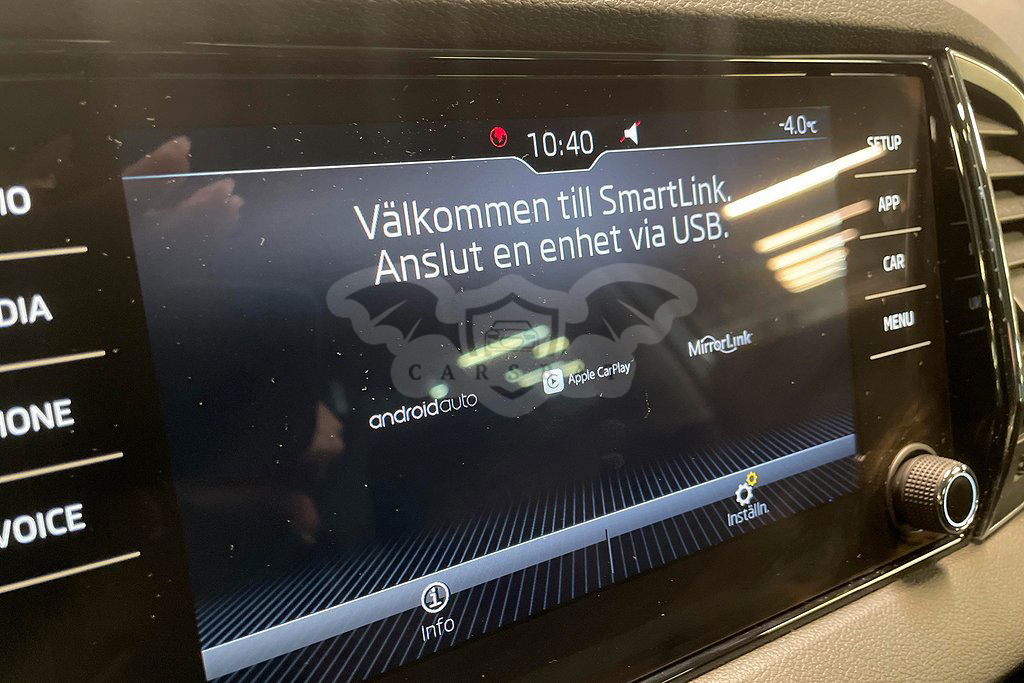 10:40
-4.0°C
Välkommen till SmartLink.
Anslut en enhet via USB.
androidauto
Apple CarPlay
MirrorLink
Inställn.
Info
IO
DIA
HONE
VOICE
SETUP
APP
CAR
MENU